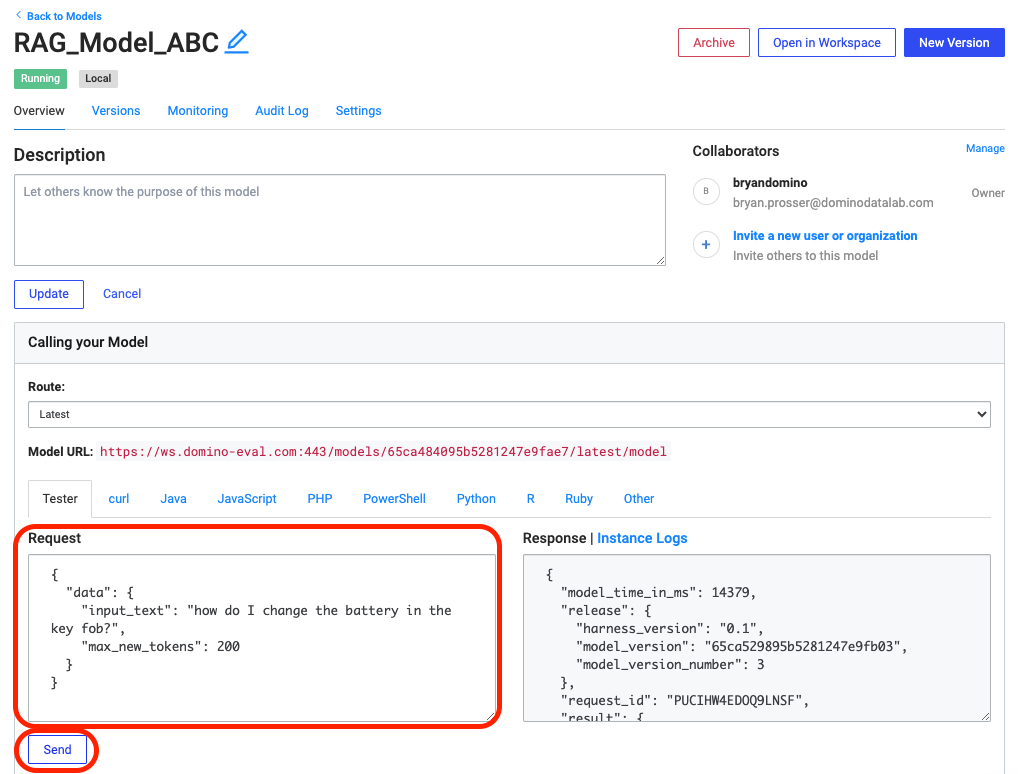 Back to Models
RAG_Model_ABC
Archive
Open in Workspace
New Version
Running
Local
Overview
Versions
Monitoring
Audit Log
Settings
Description
Let others know the purpose of this model
Update
Cancel
Collaborators
Manage
B
bryandomino
bryan.prosser@dominodatalab.com
Owner
+
Invite a new user or organization
Invite others to this model
Calling your Model
Route:
Latest
Model URL: https://ws.domino-eval.com:443/models/65ca484095b5281247e9fae7/latest/model
Tester
curl
Java
JavaScript
PHP
PowerShell
Python
R
Ruby
Other
Request
{
"data": {
"input_text": "how do I change the battery in the
key fob?",
"max_new_tokens": 200
}
}
Send
Response | Instance Logs
{
"model_time_in_ms": 14379,
"release": {
"harness_version": "0.1",
"model_version": "65ca529895b5281247e9fb03",
"model_version_number": 3
},
"request_id": "PUCIHW4EDOQ9LNSF",
"result": {